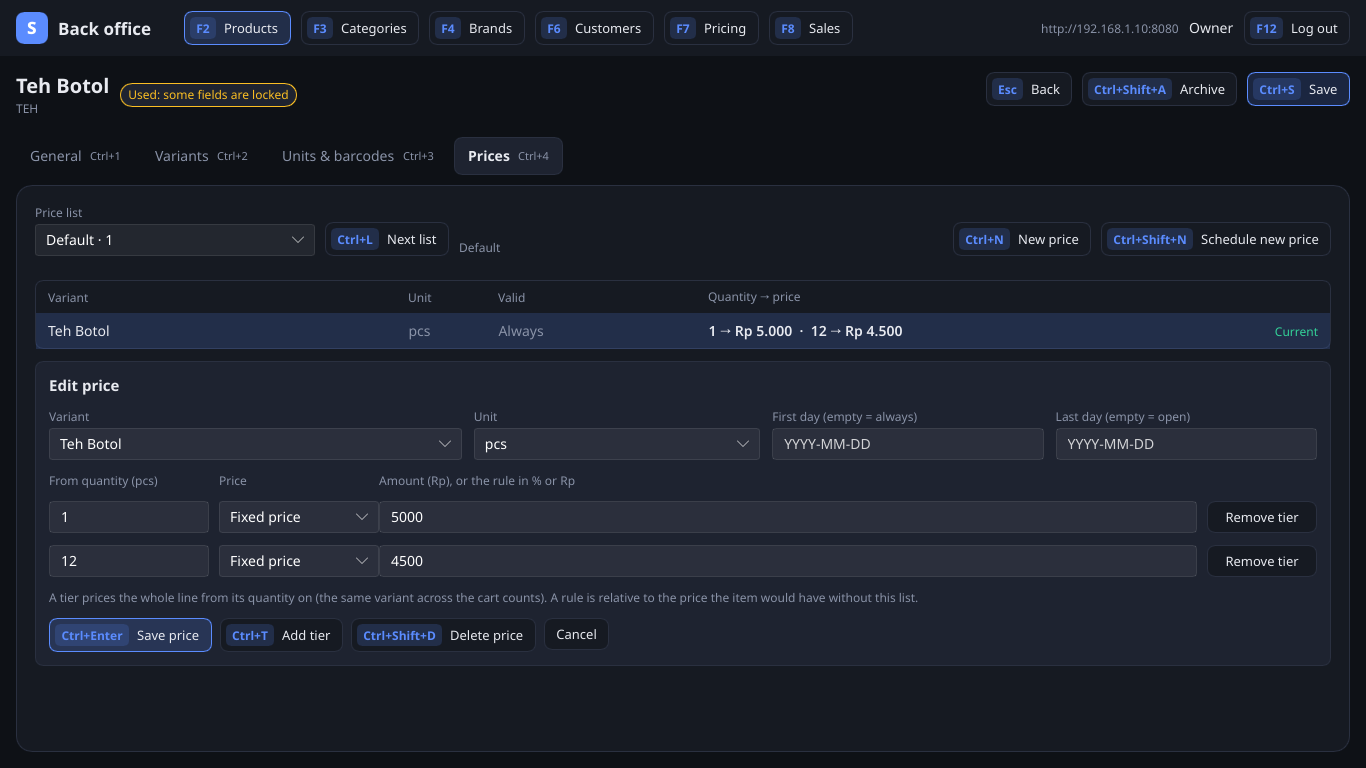 S Back office F2 Products F3 Categories F4 Brands F6 Customers F7 Pricing F8 Sales http://192.168.1.10:8080 Owner F12 Log out
Teh Botol Used: some fields are locked Esc Back Ctrl+Shift+A Archive Ctrl+S Save
TEH
General Ctrl+1 Variants Ctrl+2 Units & barcodes Ctrl+3 Prices Ctrl+4
Price list
Default · 1 Ctrl+L Next list Default Ctrl+N New price Ctrl+Shift+N Schedule new price
Variant Unit Valid Quantity → price
Teh Botol pcs Always 1 → Rp 5.000 · 12 → Rp 4.500 Current
Edit price
Variant Unit First day (empty = always) Last day (empty = open)
Teh Botol pcs YYYY-MM-DD YYYY-MM-DD
From quantity (pcs) Price Amount (Rp), or the rule in % or Rp
1 Fixed price 5000 Remove tier
12 Fixed price 4500 Remove tier
A tier prices the whole line from its quantity on (the same variant across the cart counts). A rule is relative to the price the item would have without this list.
Ctrl+Enter Save price Ctrl+T Add tier Ctrl+Shift+D Delete price Cancel